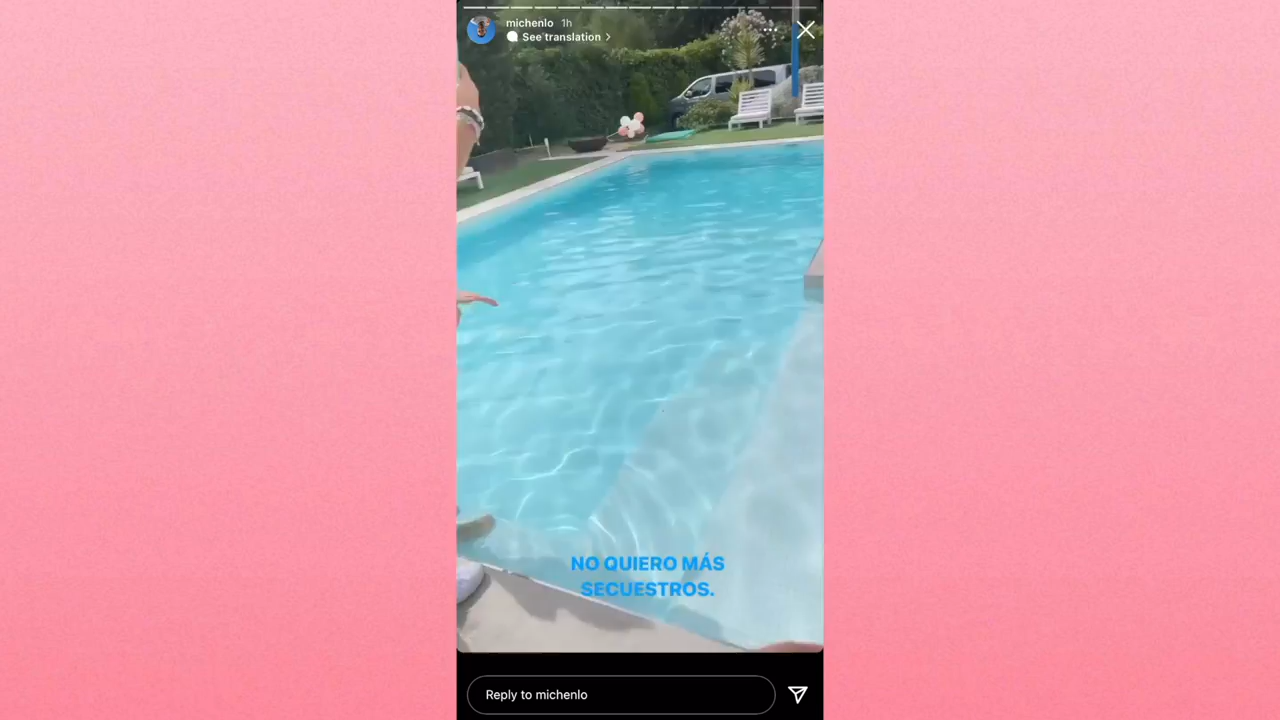 michenlo 1h
See translation
NO QUIERO MÁS
SECUESTROS.
Reply to michenlo